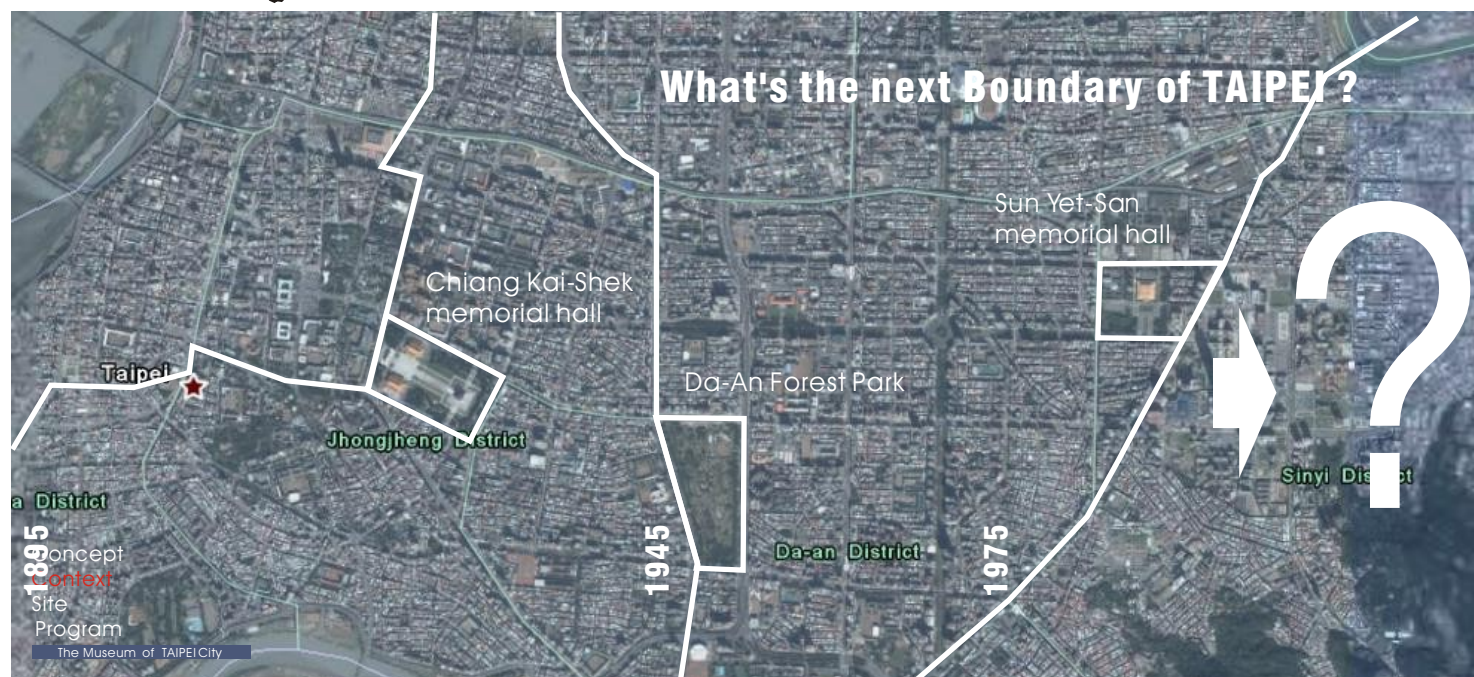 What's the next Boundary of TAIPEI ?
Sun Yet-San
memorial hall
Chiang Kai-Shek
memorial hall
Taipei
Da-An Forest Park
Jhongjheng District
Sinyi District
a District
Da-an District
1895
1945
1975
?
Concept
Context
Site
Program
The Museum of TAIPEI City